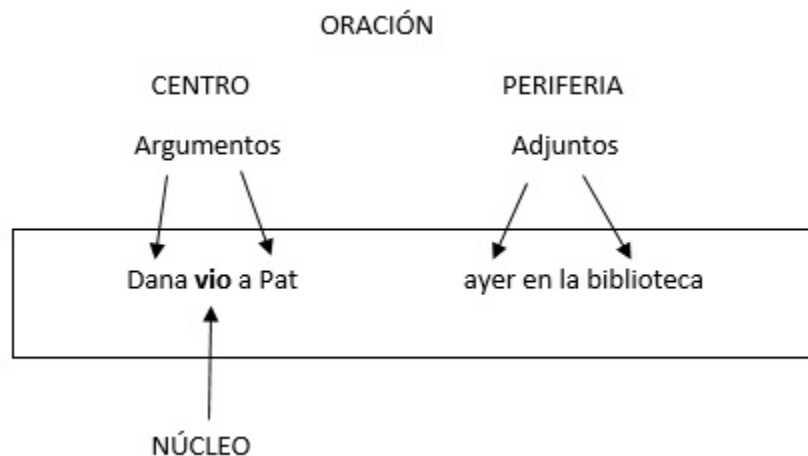 ORACIÓN
CENTRO PERIFERIA
Argumentos Adjuntos
Dana vio a Pat ayer en la biblioteca
NÚCLEO